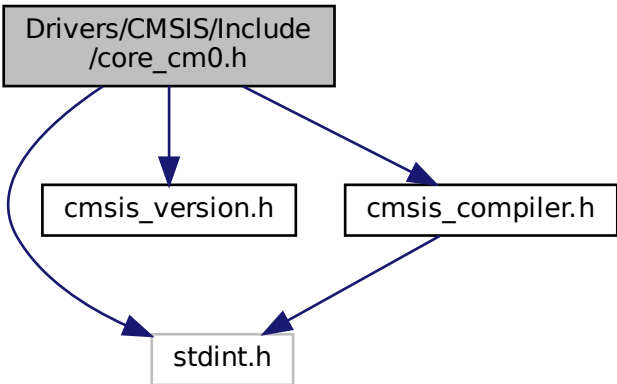 Drivers/CMSIS/Include
/core_cm0.h
cmsis_version.h
cmsis_compiler.h
stdint.h